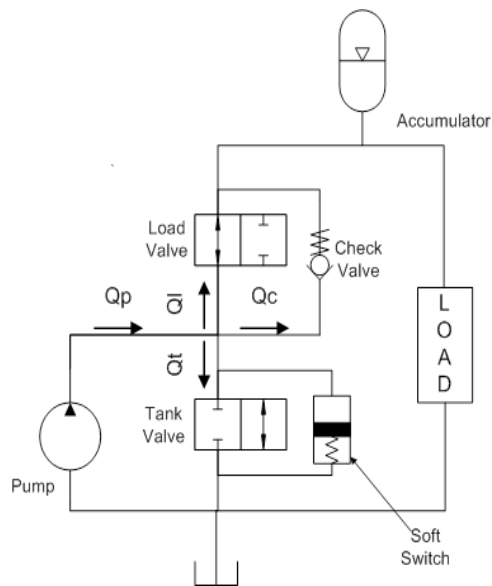 Accumulator
Load
Valve
Check
Valve
Qp
Ql
Qc
Qt
L
O
A
D
Tank
Valve
Pump
Soft
Switch